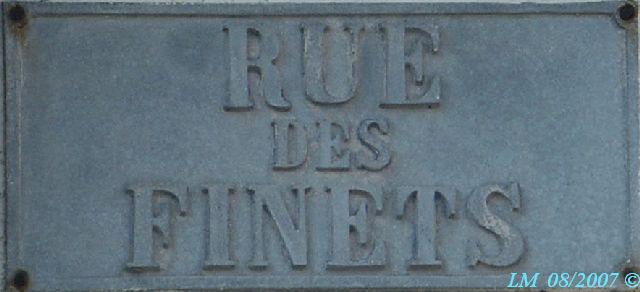 RUE
DES
FINETS
LM 08/2007 ©